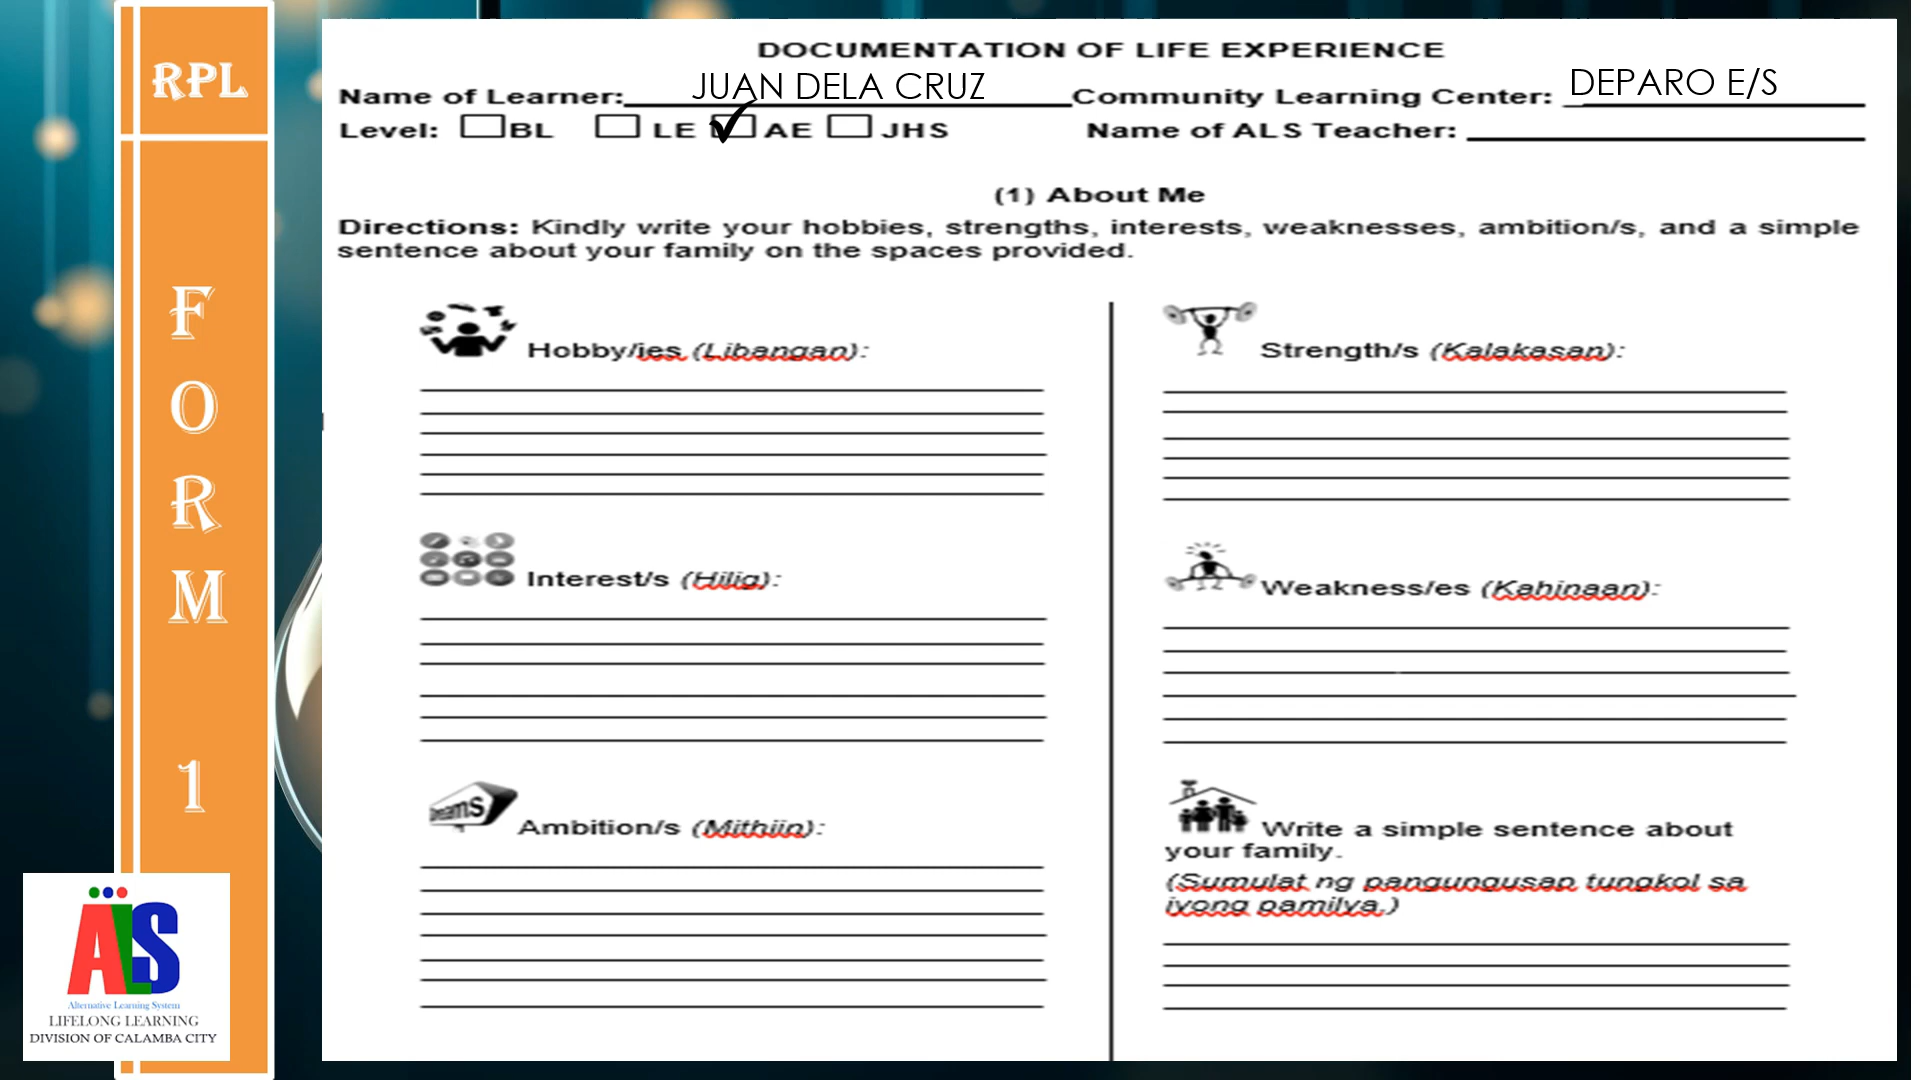 RPL
FORM 1
DOCUMENTATION OF LIFE EXPERIENCE
Name of Learner: JUAN DELA CRUZ Community Learning Center: DEPARO E/S
Level: BL LE AE JHS Name of ALS Teacher:
(1) About Me
Directions: Kindly write your hobbies, strengths, interests, weaknesses, ambition/s, and a simple
sentence about your family on the spaces provided.
Hobby/ies (Libangan):
Interest/s (Hilig):
DreamS
Ambition/s (Mithiin):
Strength/s (Kalakasan):
Weakness/es (Kahinaan):
Write a simple sentence about
your family.
(Sumulat ng pangungusap tungkol sa
iyong pamilya.)
ALS
Alternative Learning System
LIFELONG LEARNING
DIVISION OF CALAMBA CITY